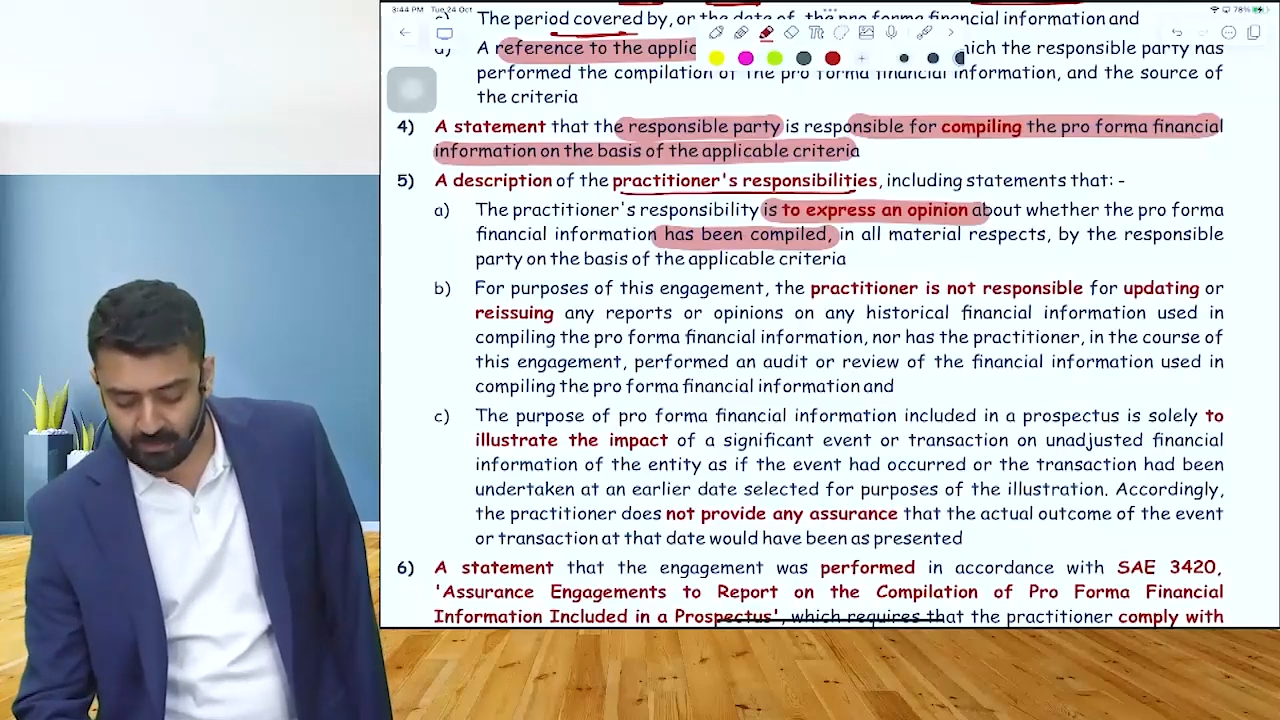 3:44 PM Tue 24 Oct
78%
c) The period covered by, or the date of, the pro forma financial information and
d) A reference to the applic which the responsible party has
performed the compilation of the pro forma financial information, and the source of
the criteria
4) A statement that the responsible party is responsible for compiling the pro forma financial
information on the basis of the applicable criteria
5) A description of the practitioner's responsibilities, including statements that: -
a) The practitioner's responsibility is to express an opinion about whether the pro forma
financial information has been compiled, in all material respects, by the responsible
party on the basis of the applicable criteria
b) For purposes of this engagement, the practitioner is not responsible for updating or
reissuing any reports or opinions on any historical financial information used in
compiling the pro forma financial information, nor has the practitioner, in the course of
this engagement, performed an audit or review of the financial information used in
compiling the pro forma financial information and
c) The purpose of pro forma financial information included in a prospectus is solely to
illustrate the impact of a significant event or transaction on unadjusted financial
information of the entity as if the event had occurred or the transaction had been
undertaken at an earlier date selected for purposes of the illustration. Accordingly,
the practitioner does not provide any assurance that the actual outcome of the event
or transaction at that date would have been as presented
6) A statement that the engagement was performed in accordance with SAE 3420,
'Assurance Engagements to Report on the Compilation of Pro Forma Financial
Information Included in a Prospectus', which requires that the practitioner comply with